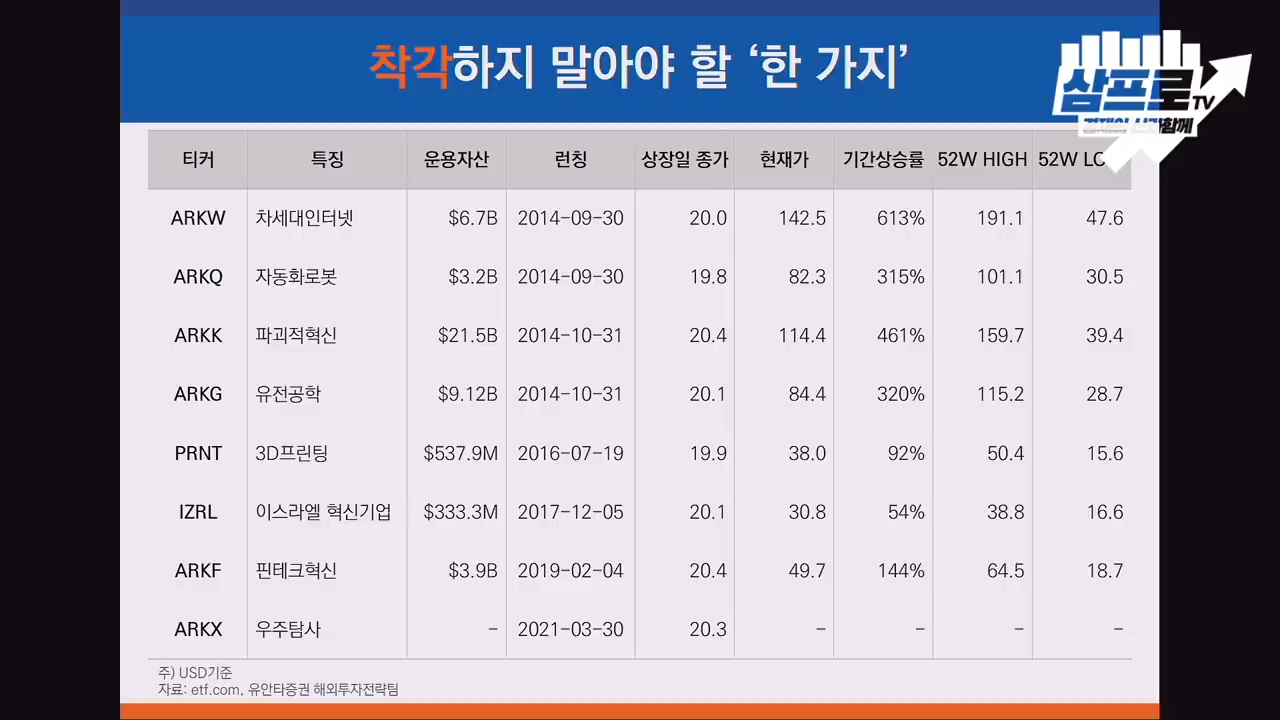 착각하지 말아야 할 ‘한 가지’
삼프로TV
티커 특징 운용자산 런칭 상장일 종가 현재가 기간상승률 52W HIGH 52W
ARKW 차세대인터넷 $6.7B 2014-09-30 20.0 142.5 613% 191.1 47.6
ARKQ 자동화로봇 $3.2B 2014-09-30 19.8 82.3 315% 101.1 30.5
ARKK 파괴적혁신 $21.5B 2014-10-31 20.4 114.4 461% 159.7 39.4
ARKG 유전공학 $9.12B 2014-10-31 20.1 84.4 320% 115.2 28.7
PRNT 3D프린팅 $537.9M 2016-07-19 19.9 38.0 92% 50.4 15.6
IZRL 이스라엘 혁신기업 $333.3M 2017-12-05 20.1 30.8 54% 38.8 16.6
ARKF 핀테크혁신 $3.9B 2019-02-04 20.4 49.7 144% 64.5 18.7
ARKX 우주탐사 - 2021-03-30 20.3 - - - -
주) USD기준
자료: etf.com, 유안타증권 해외투자전략팀